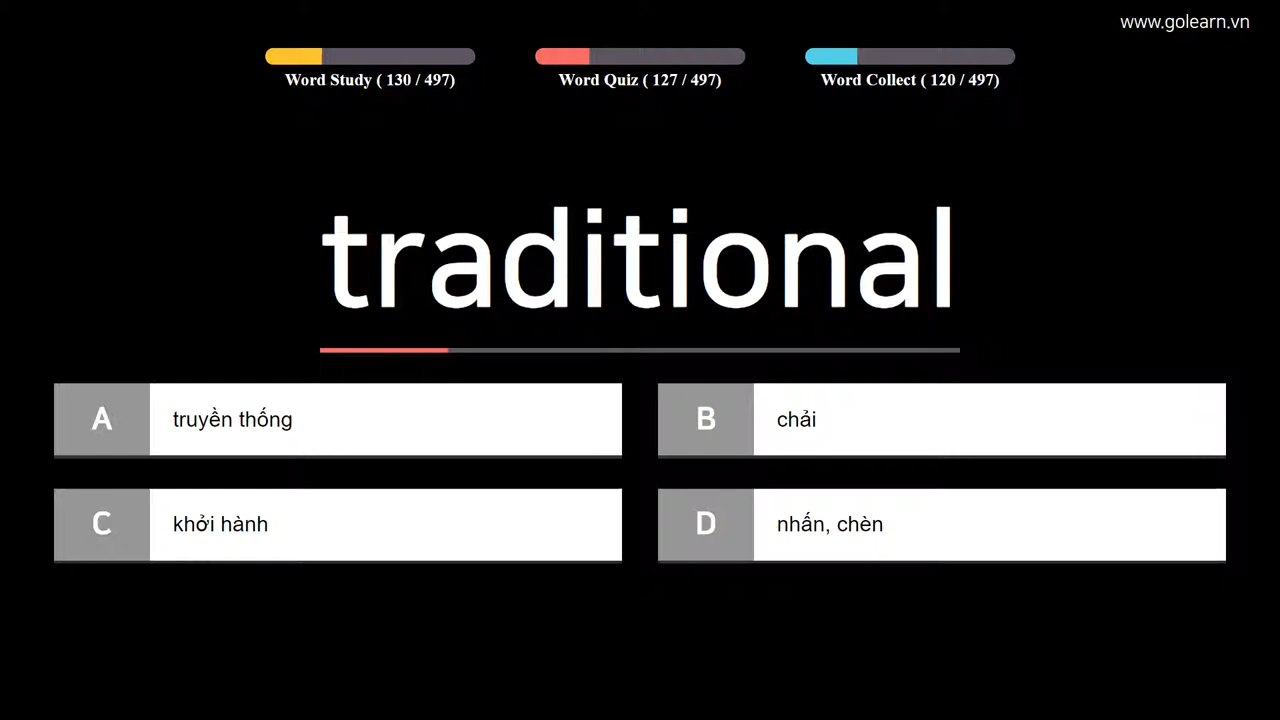 www.golearn.vn
Word Study ( 130 / 497)
Word Quiz ( 127 / 497)
Word Collect ( 120 / 497)
traditional
A truyền thống
B chải
C khởi hành
D nhấn, chèn